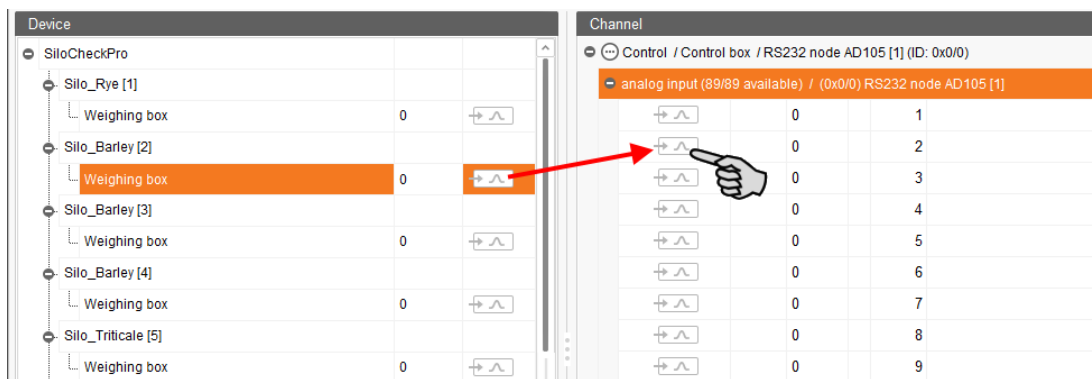 Device
SiloCheckPro
Silo_Rye [1]
Weighing box 0
Silo_Barley [2]
Weighing box 0
Silo_Barley [3]
Weighing box 0
Silo_Barley [4]
Weighing box 0
Silo_Triticale [5]
Weighing box 0
Channel
Control / Control box / RS232 node AD105 [1] (ID: 0x0/0)
analog input (89/89 available) / (0x0/0) RS232 node AD105 [1]
0 1
0 2
0 3
0 4
0 5
0 6
0 7
0 8
0 9